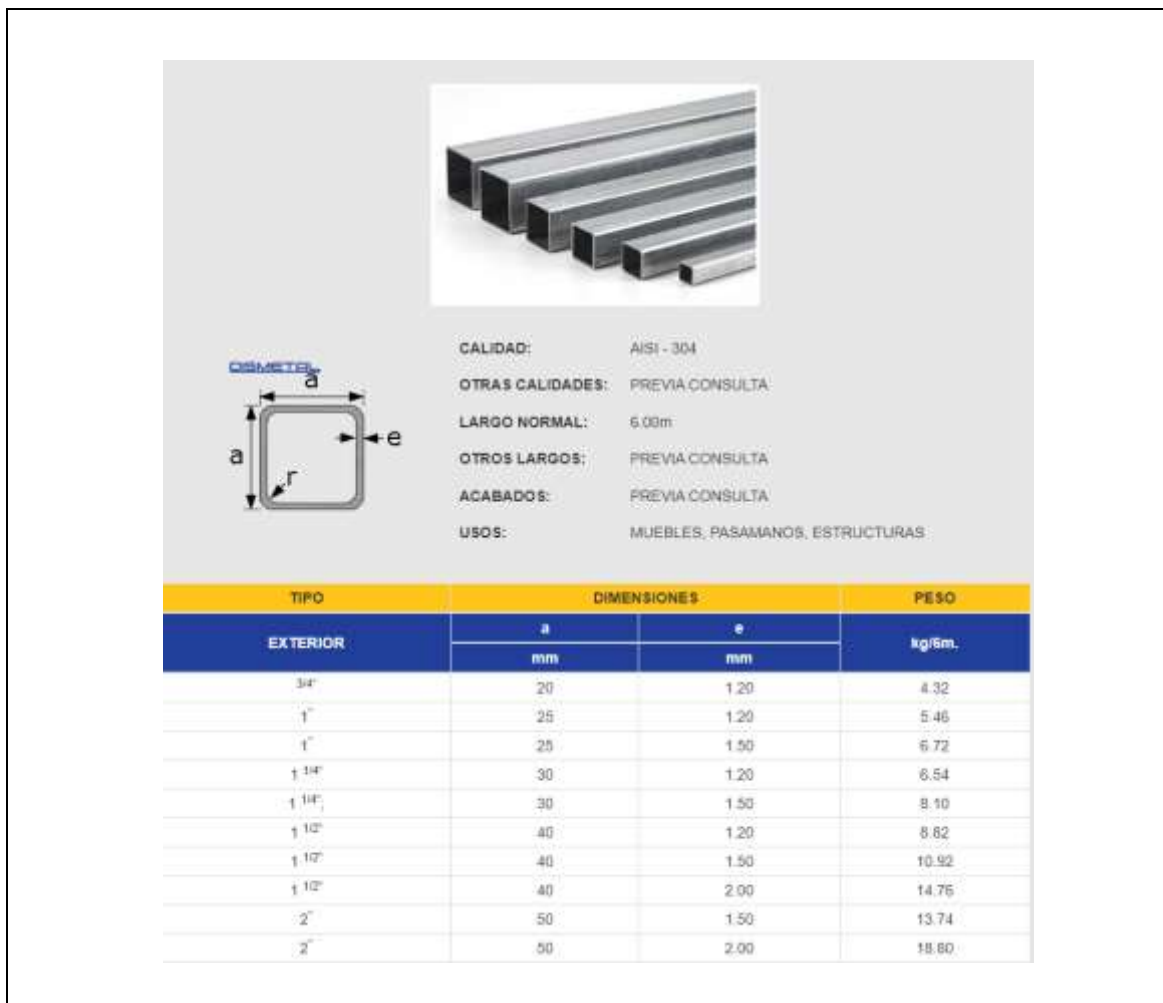 DSMETAL
a
a
e
r
CALIDAD: AISI - 304
OTRAS CALIDADES: PREVIA CONSULTA
LARGO NORMAL: 6.00m
OTROS LARGOS: PREVIA CONSULTA
ACABADOS: PREVIA CONSULTA
USOS: MUEBLES, PASAMANOS, ESTRUCTURAS
TIPO DIMENSIONES PESO
EXTERIOR a e kg/6m.
mm mm
3/4" 20 1.20 4.32
1" 25 1.20 5.46
1" 25 1.50 6.72
1 1/4" 30 1.20 6.54
1 1/4"; 30 1.50 8.10
1 1/2" 40 1.20 8.82
1 1/2" 40 1.50 10.92
1 1/2" 40 2.00 14.76
2" 50 1.50 13.74
2" 50 2.00 18.80